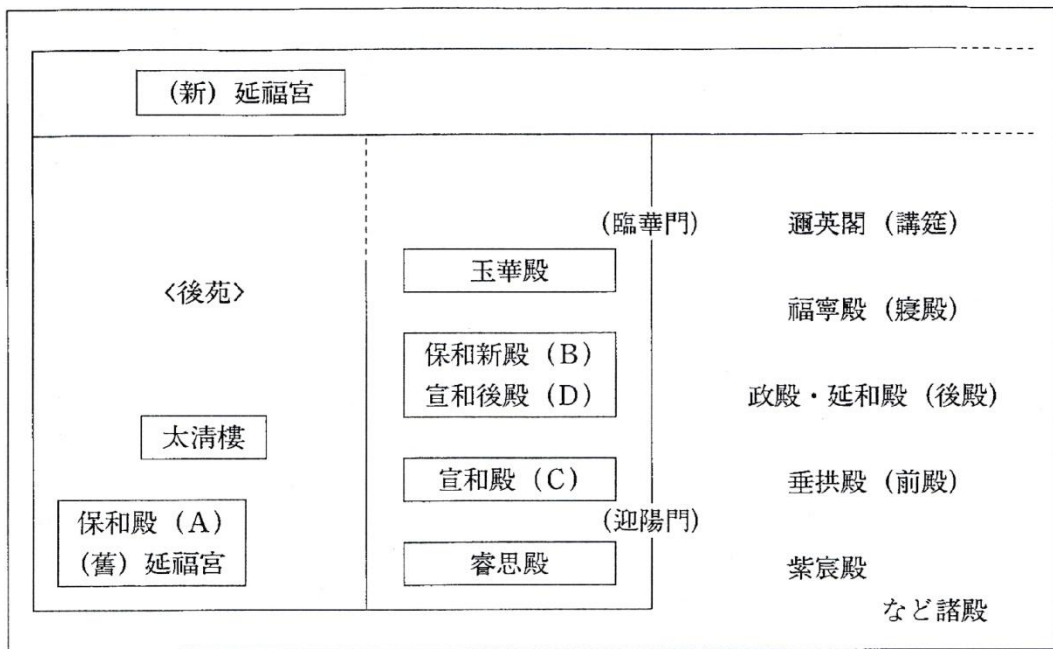 (新) 延福宮
(臨華門)
邇英閣 (講筵)
玉華殿
<後苑>
福寧殿 (寢殿)
保和新殿 (B)
宣和後殿 (D)
政殿・延和殿 (後殿)
太淸樓
宣和殿 (C)
垂拱殿 (前殿)
保和殿 (A)
(舊) 延福宮
(迎陽門)
睿思殿
紫宸殿
など諸殿